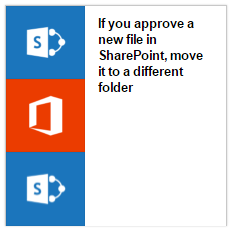 If you approve a
new file in
SharePoint, move
it to a different
folder
S
S